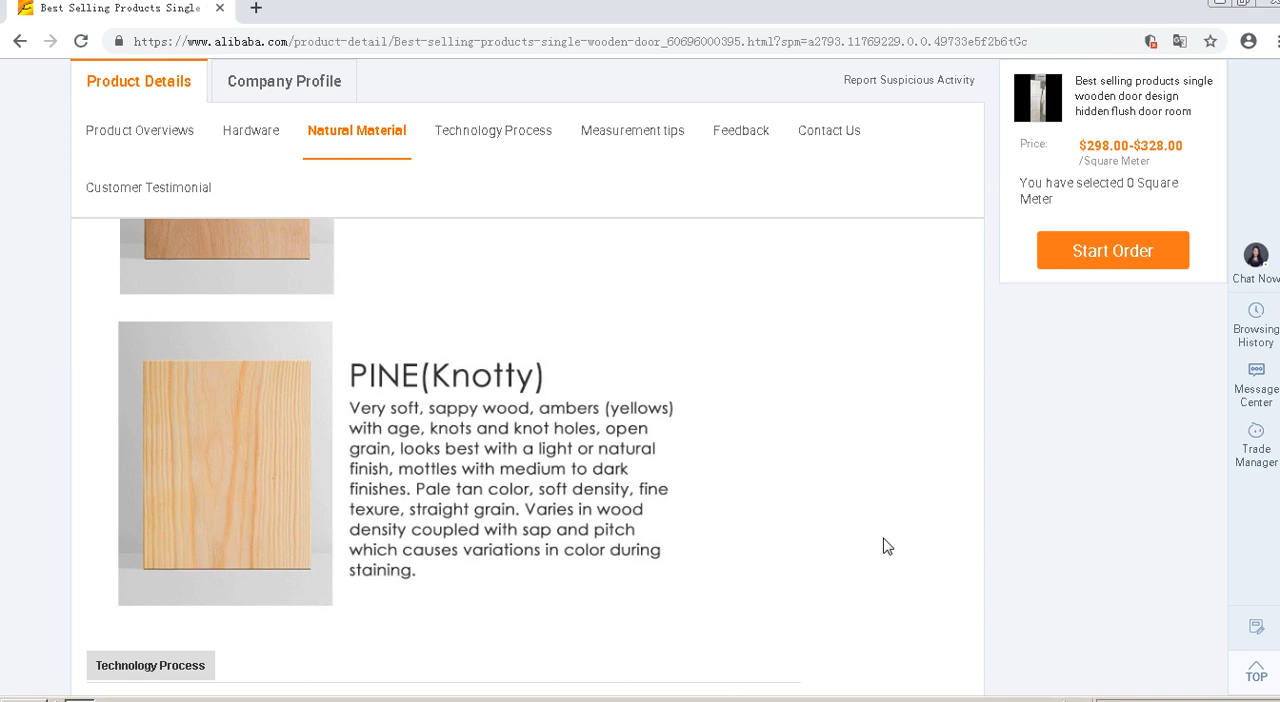 Best Selling Products Single
https://www.alibaba.com/product-detail/Best-selling-products-single-wooden-door_60696000395.html?spm=a2793.11769229.0.0.49733e5f2b6tGc
Product Details
Company Profile
Report Suspicious Activity
Product Overviews
Hardware
Natural Material
Technology Process
Measurement tips
Feedback
Contact Us
Customer Testimonial
Best selling products single
wooden door design
hidden flush door room
Price:
$298.00-$328.00
/Square Meter
You have selected 0 Square
Meter
Start Order
Chat Now
Browsing
History
Message
Center
Trade
Manager
TOP
PINE(Knotty)
Very soft, sappy wood, ambers (yellows)
with age, knots and knot holes, open
grain, looks best with a light or natural
finish, mottles with medium to dark
finishes. Pale tan color, soft density, fine
texure, straight grain. Varies in wood
density coupled with sap and pitch
which causes variations in color during
staining.
Technology Process